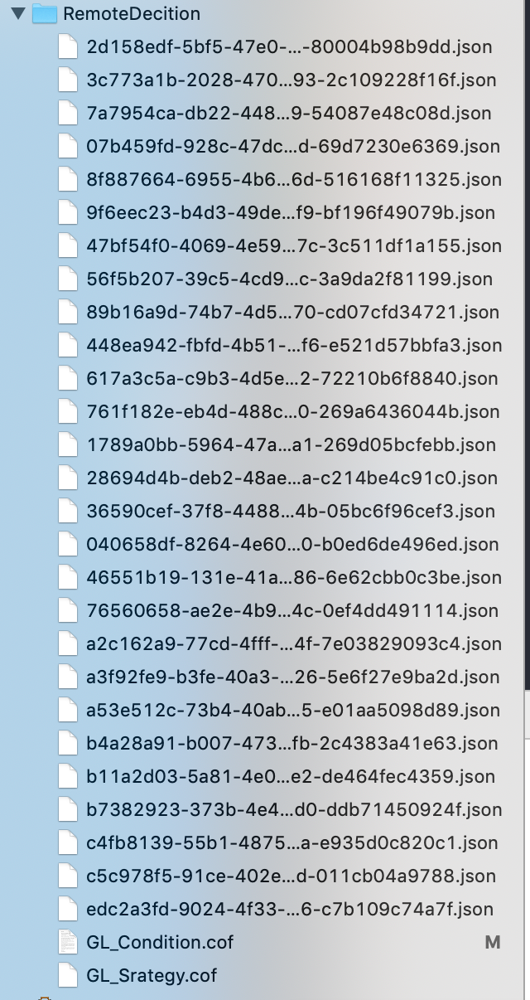 RemoteDecition
2d158edf-5bf5-47e0-...-80004b98b9dd.json
3c773a1b-2028-470...93-2c109228f16f.json
7a7954ca-db22-448...9-54087e48c08d.json
07b459fd-928c-47dc...d-69d7230e6369.json
8f887664-6955-4b6...6d-516168f11325.json
9f6eec23-b4d3-49de...f9-bf196f49079b.json
47bf54f0-4069-4e59...7c-3c511df1a155.json
56f5b207-39c5-4cd9...c-3a9da2f81199.json
89b16a9d-74b7-4d5...70-cd07cfd34721.json
448ea942-fbfd-4b51-...f6-e521d57bbfa3.json
617a3c5a-c9b3-4d5e...2-72210b6f8840.json
761f182e-eb4d-488c...0-269a6436044b.json
1789a0bb-5964-47a...a1-269d05bcfebb.json
28694d4b-deb2-48ae...a-c214be4c91c0.json
36590cef-37f8-4488...4b-05bc6f96cef3.json
040658df-8264-4e60...0-b0ed6de496ed.json
46551b19-131e-41a...86-6e62cbb0c3be.json
76560658-ae2e-4b9...4c-0ef4dd491114.json
a2c162a9-77cd-4fff-...4f-7e03829093c4.json
a3f92fe9-b3fe-40a3-...26-5e6f27e9ba2d.json
a53e512c-73b4-40ab...5-e01aa5098d89.json
b4a28a91-b007-473...fb-2c4383a41e63.json
b11a2d03-5a81-4e0...e2-de464fec4359.json
b7382923-373b-4e4...d0-ddb71450924f.json
c4fb8139-55b1-4875...a-e935d0c820c1.json
c5c978f5-91ce-402e...d-011cb04a9788.json
edc2a3fd-9024-4f33-...6-c7b109c74a7f.json
GL_Condition.cof M
GL_Srategy.cof